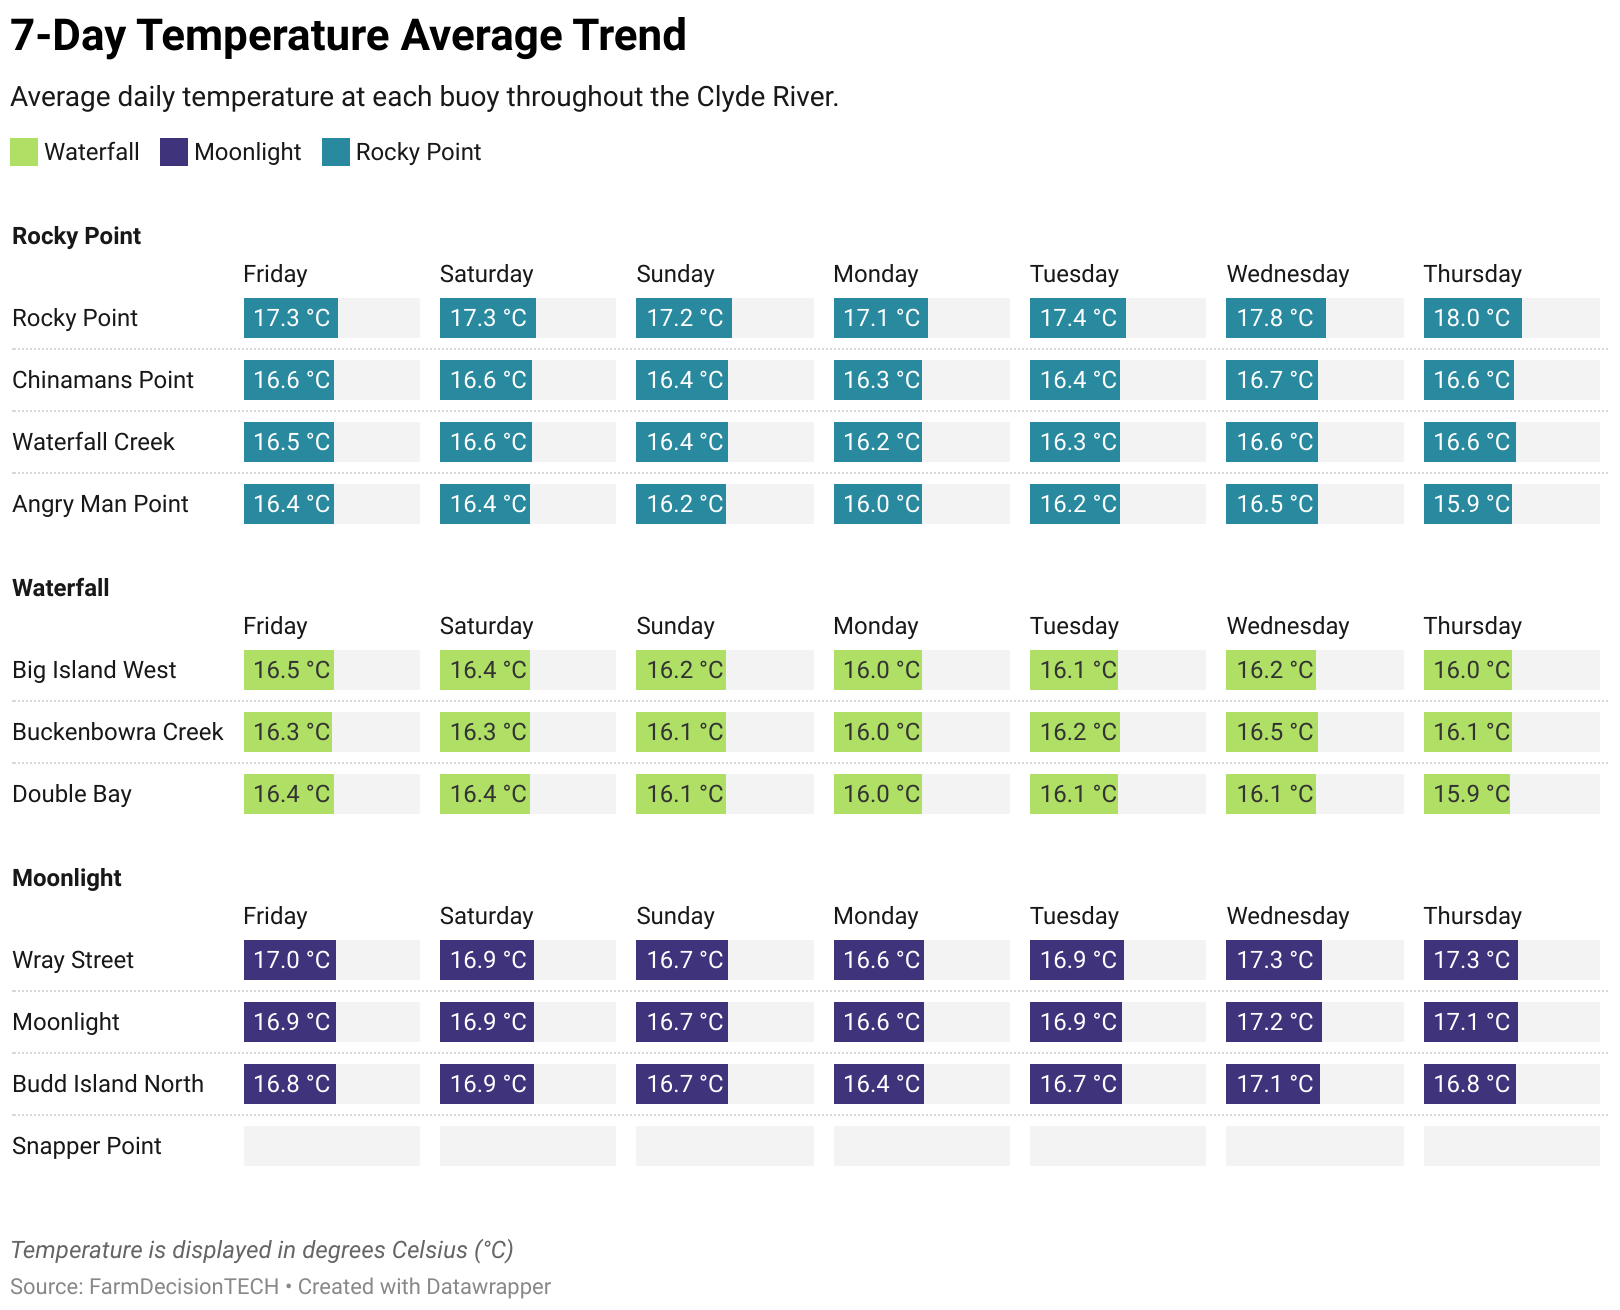 7-Day Temperature Average Trend
Average daily temperature at each buoy throughout the Clyde River.
Waterfall Moonlight Rocky Point
Rocky Point
Friday Saturday Sunday Monday Tuesday Wednesday Thursday
Rocky Point 17.3 °C 17.3 °C 17.2 °C 17.1 °C 17.4 °C 17.8 °C 18.0 °C
Chinamans Point 16.6 °C 16.6 °C 16.4 °C 16.3 °C 16.4 °C 16.7 °C 16.6 °C
Waterfall Creek 16.5 °C 16.6 °C 16.4 °C 16.2 °C 16.3 °C 16.6 °C 16.6 °C
Angry Man Point 16.4 °C 16.4 °C 16.2 °C 16.0 °C 16.2 °C 16.5 °C 15.9 °C
Waterfall
Friday Saturday Sunday Monday Tuesday Wednesday Thursday
Big Island West 16.5 °C 16.4 °C 16.2 °C 16.0 °C 16.1 °C 16.2 °C 16.0 °C
Buckenbowra Creek 16.3 °C 16.3 °C 16.1 °C 16.0 °C 16.2 °C 16.5 °C 16.1 °C
Double Bay 16.4 °C 16.4 °C 16.1 °C 16.0 °C 16.1 °C 16.1 °C 15.9 °C
Moonlight
Friday Saturday Sunday Monday Tuesday Wednesday Thursday
Wray Street 17.0 °C 16.9 °C 16.7 °C 16.6 °C 16.9 °C 17.3 °C 17.3 °C
Moonlight 16.9 °C 16.9 °C 16.7 °C 16.6 °C 16.9 °C 17.2 °C 17.1 °C
Budd Island North 16.8 °C 16.9 °C 16.7 °C 16.4 °C 16.7 °C 17.1 °C 16.8 °C
Snapper Point
Temperature is displayed in degrees Celsius (°C)
Source: FarmDecisionTECH • Created with Datawrapper